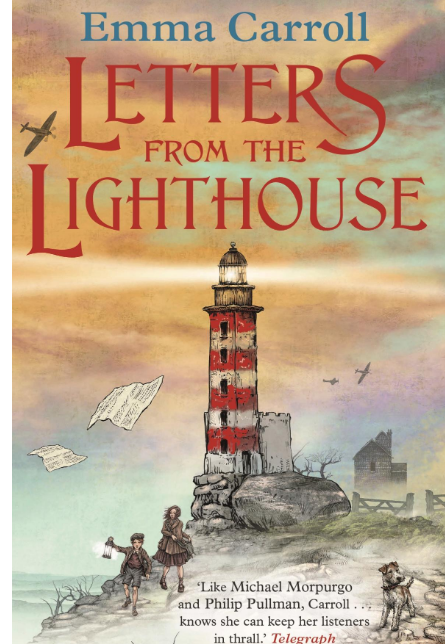 Emma Carroll
LETTERS
FROM THE
LIGHTHOUSE
‘Like Michael Morpurgo
and Philip Pullman, Carroll . . .
knows she can keep her listeners
in thrall.’ Telegraph